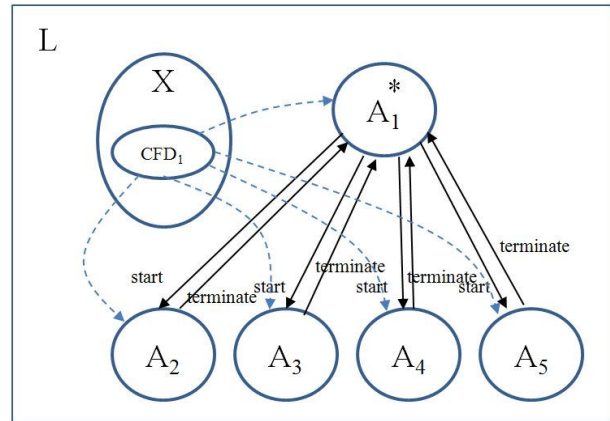 L
X
*
A1
CFD1
terminate
start
terminate
start
terminate
start
terminate
start
A2
A3
A4
A5